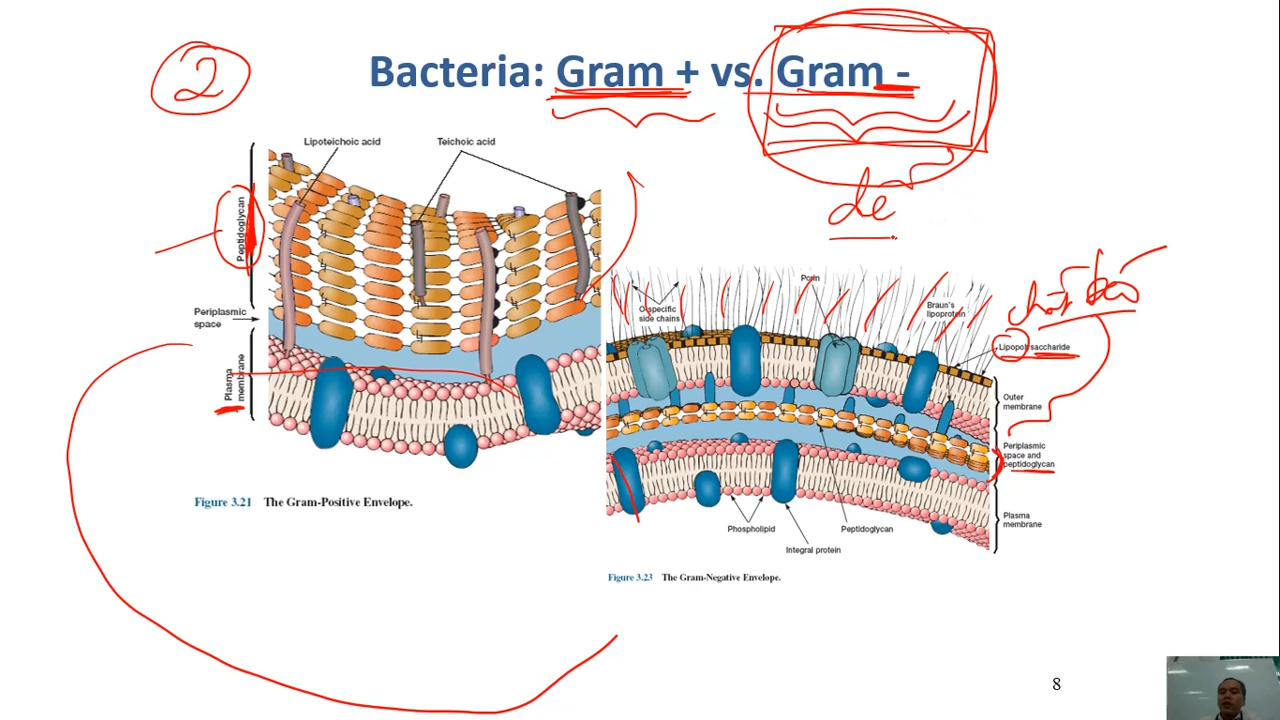 2
Bacteria: Gram + vs. Gram -
Lipoteichoic acid
Teichoic acid
Peptidoglycan
Periplasmic
space
Plasma
membrane
Figure 3.21 The Gram-Positive Envelope.
de
O-specific
side chains
Porin
Braun's
lipoprotein
Lipopolysaccharide
Outer
membrane
Periplasmic
space and
peptidoglycan
Plasma
membrane
Phospholipid
Integral protein
Peptidoglycan
Figure 3.23 The Gram-Negative Envelope.
8